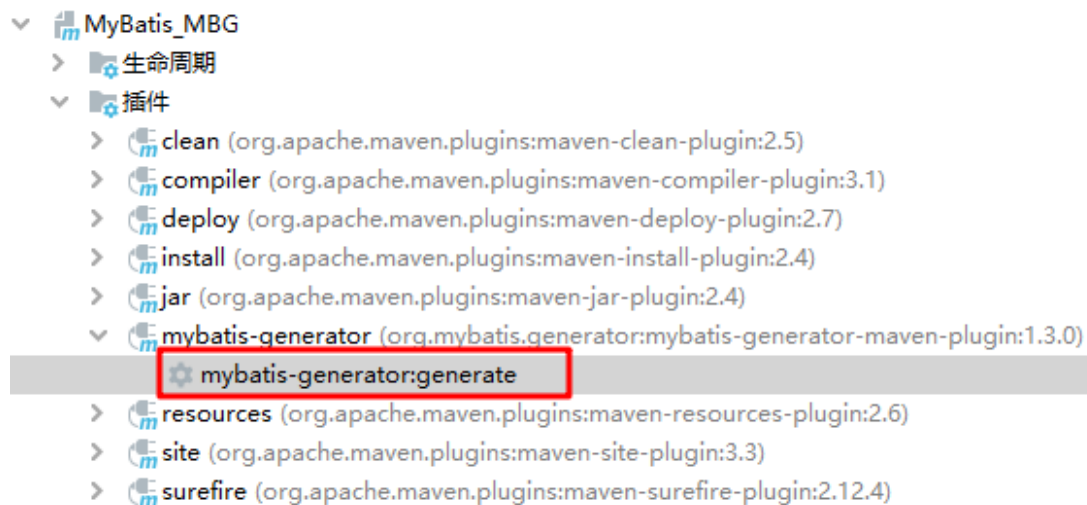 MyBatis_MBG
生命周期
插件
clean (org.apache.maven.plugins:maven-clean-plugin:2.5)
compiler (org.apache.maven.plugins:maven-compiler-plugin:3.1)
deploy (org.apache.maven.plugins:maven-deploy-plugin:2.7)
install (org.apache.maven.plugins:maven-install-plugin:2.4)
jar (org.apache.maven.plugins:maven-jar-plugin:2.4)
mybatis-generator (org.mybatis.generator:mybatis-generator-maven-plugin:1.3.0)
mybatis-generator:generate
resources (org.apache.maven.plugins:maven-resources-plugin:2.6)
site (org.apache.maven.plugins:maven-site-plugin:3.3)
surefire (org.apache.maven.plugins:maven-surefire-plugin:2.12.4)